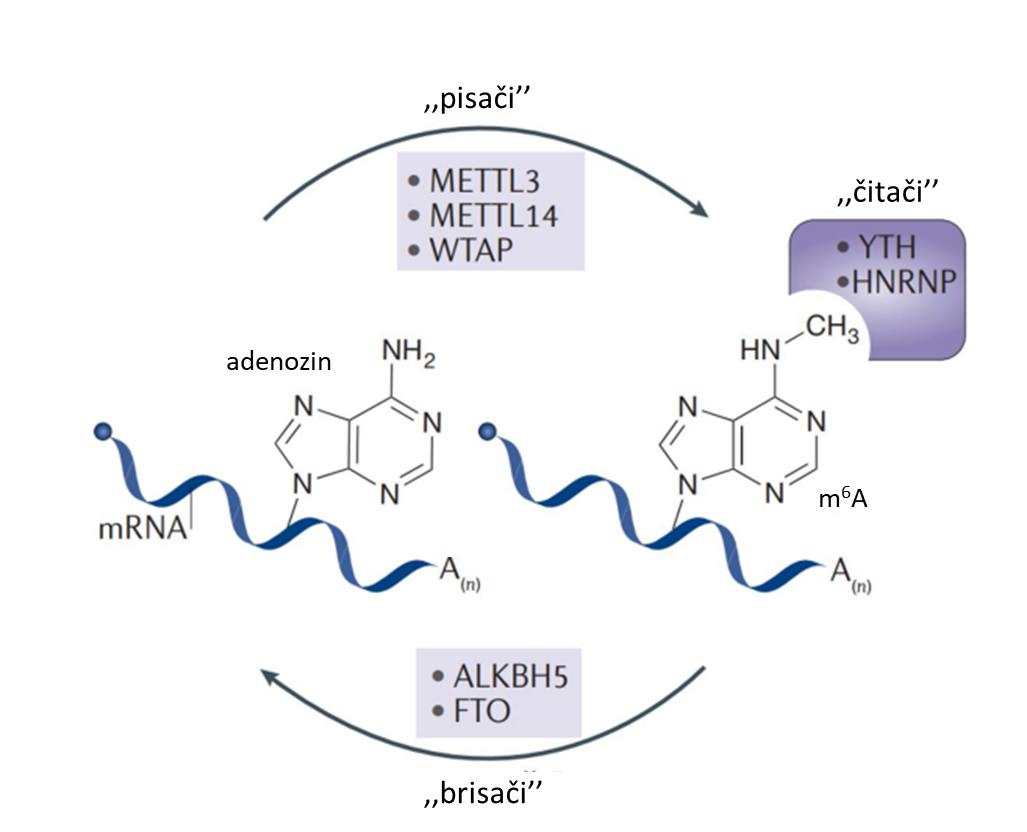 ,,pisači’’
• METTL3
• METTL14
• WTAP
,,čitači’’
• YTH
•HNRNP
CH3
HN
adenozin
NH2
N
N
N
N
mRNA
A(n)
N
N
N
N
m6A
A(n)
• ALKBH5
• FTO
,,brisači’’